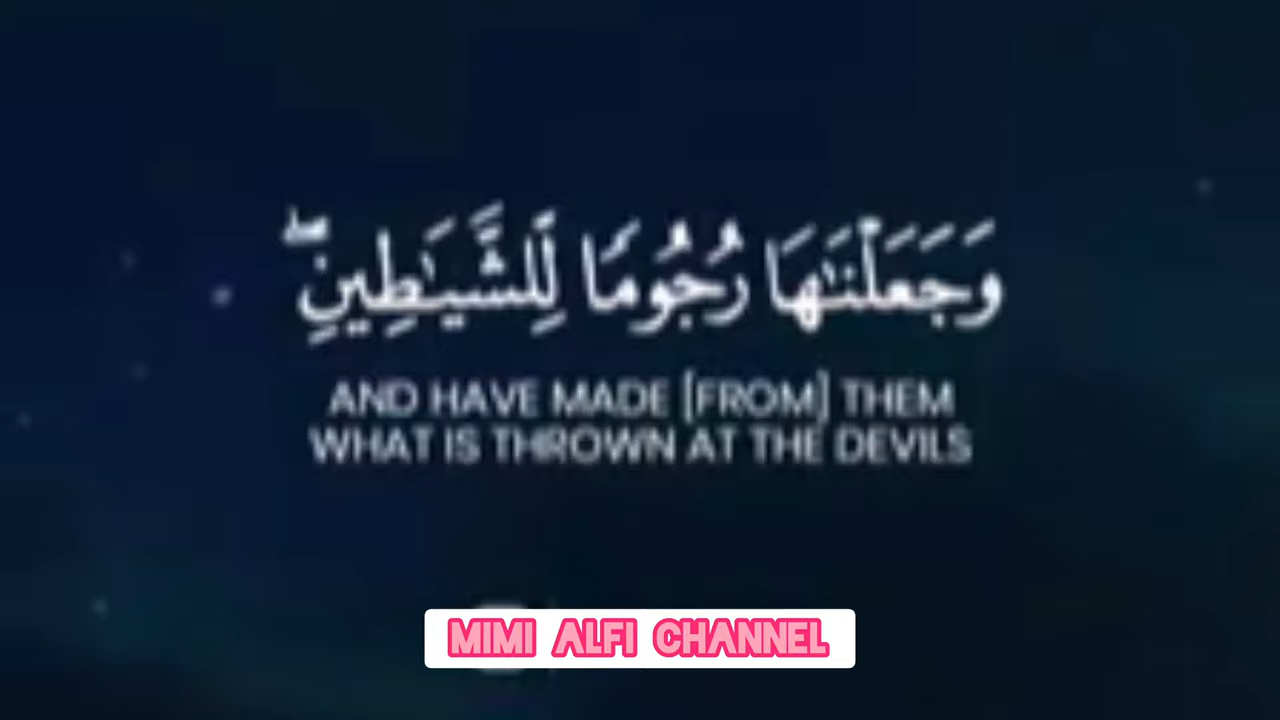 وَجَعَلْنَـٰهَا رُجُومًا لِّلشَّيَـٰطِينِ ۖ
AND HAVE MADE [FROM] THEM
WHAT IS THROWN AT THE DEVILS
MIMI ALFI CHANNEL